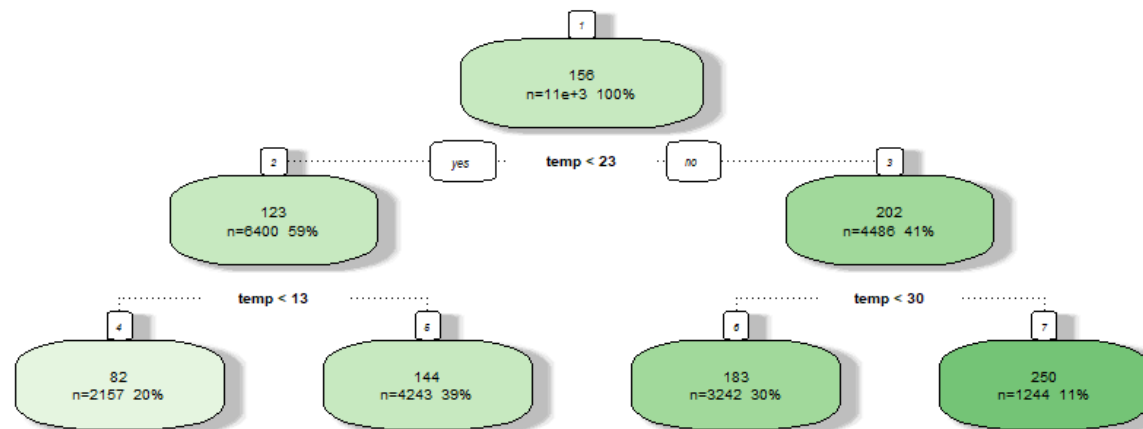 1
156
n=11e+3 100%
2 yes temp < 23 no 3
123
n=6400 59%
202
n=4486 41%
temp < 13
temp < 30
4
5
6
7
82
n=2157 20%
144
n=4243 39%
183
n=3242 30%
250
n=1244 11%